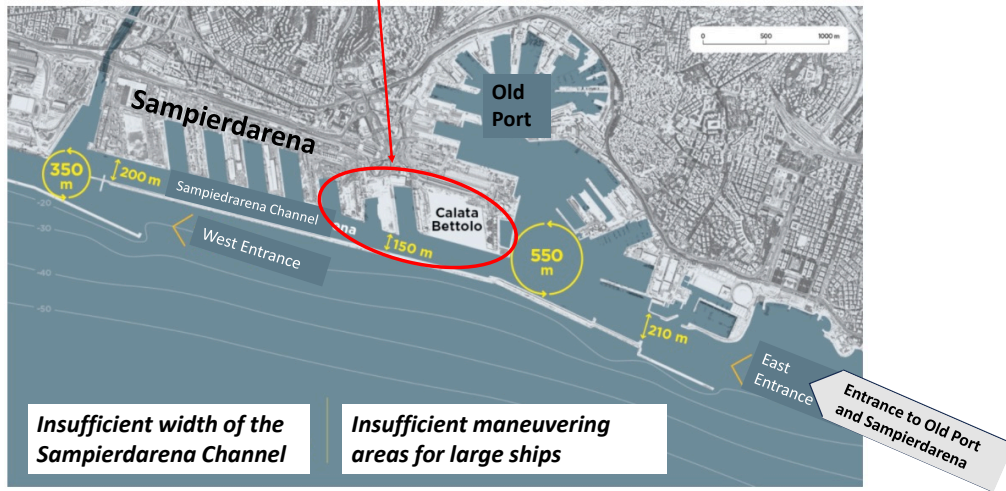 0 500 1000 m
Old
Port
Sampierdarena
350
m
200 m
Sampiedrarena Channel
ena
Calata
Bettolo
-20
-30
West Entrance
150 m
550
m
-40
-50
210 m
East
Entrance
Entrance to Old Port
and Sampierdarena
Insufficient width of the
Sampierdarena Channel
Insufficient maneuvering
areas for large ships